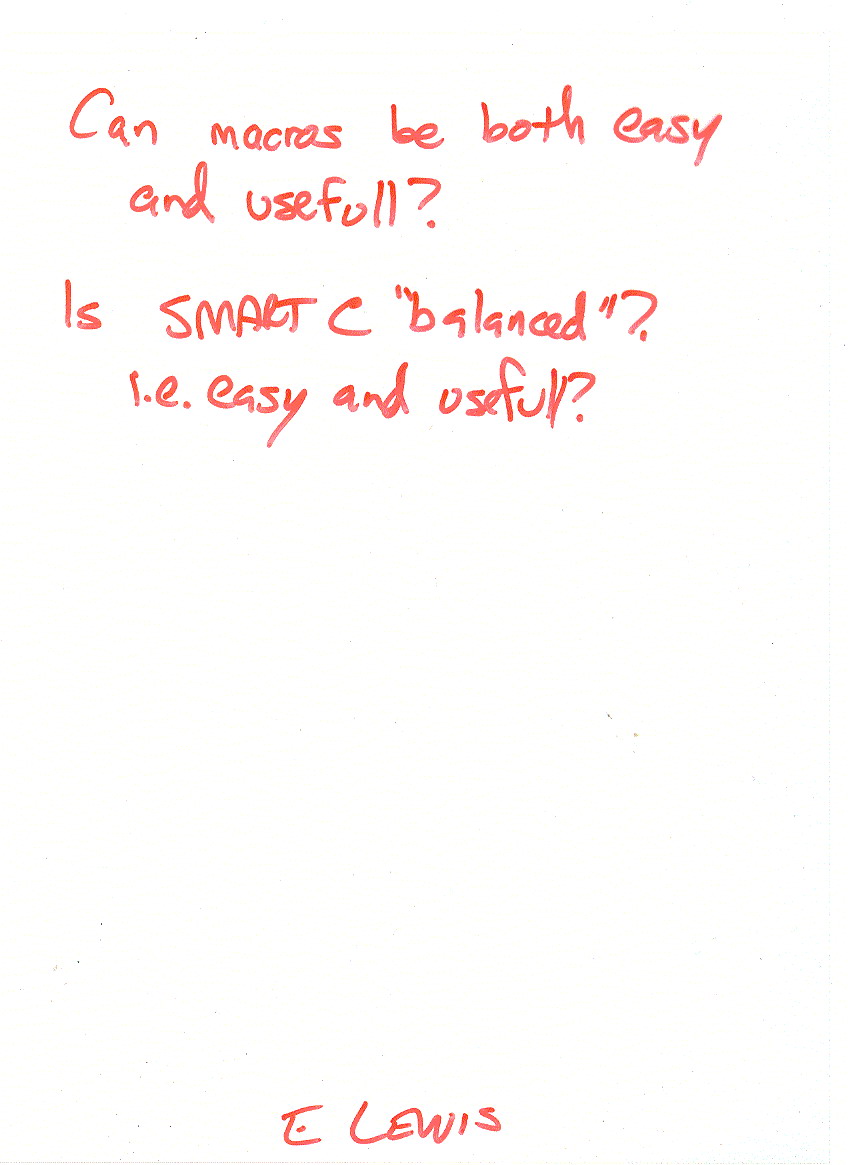 Can macros be both easy
and usefull?
Is SMART C "balanced"?
i.e. easy and usefull?
E LEWIS